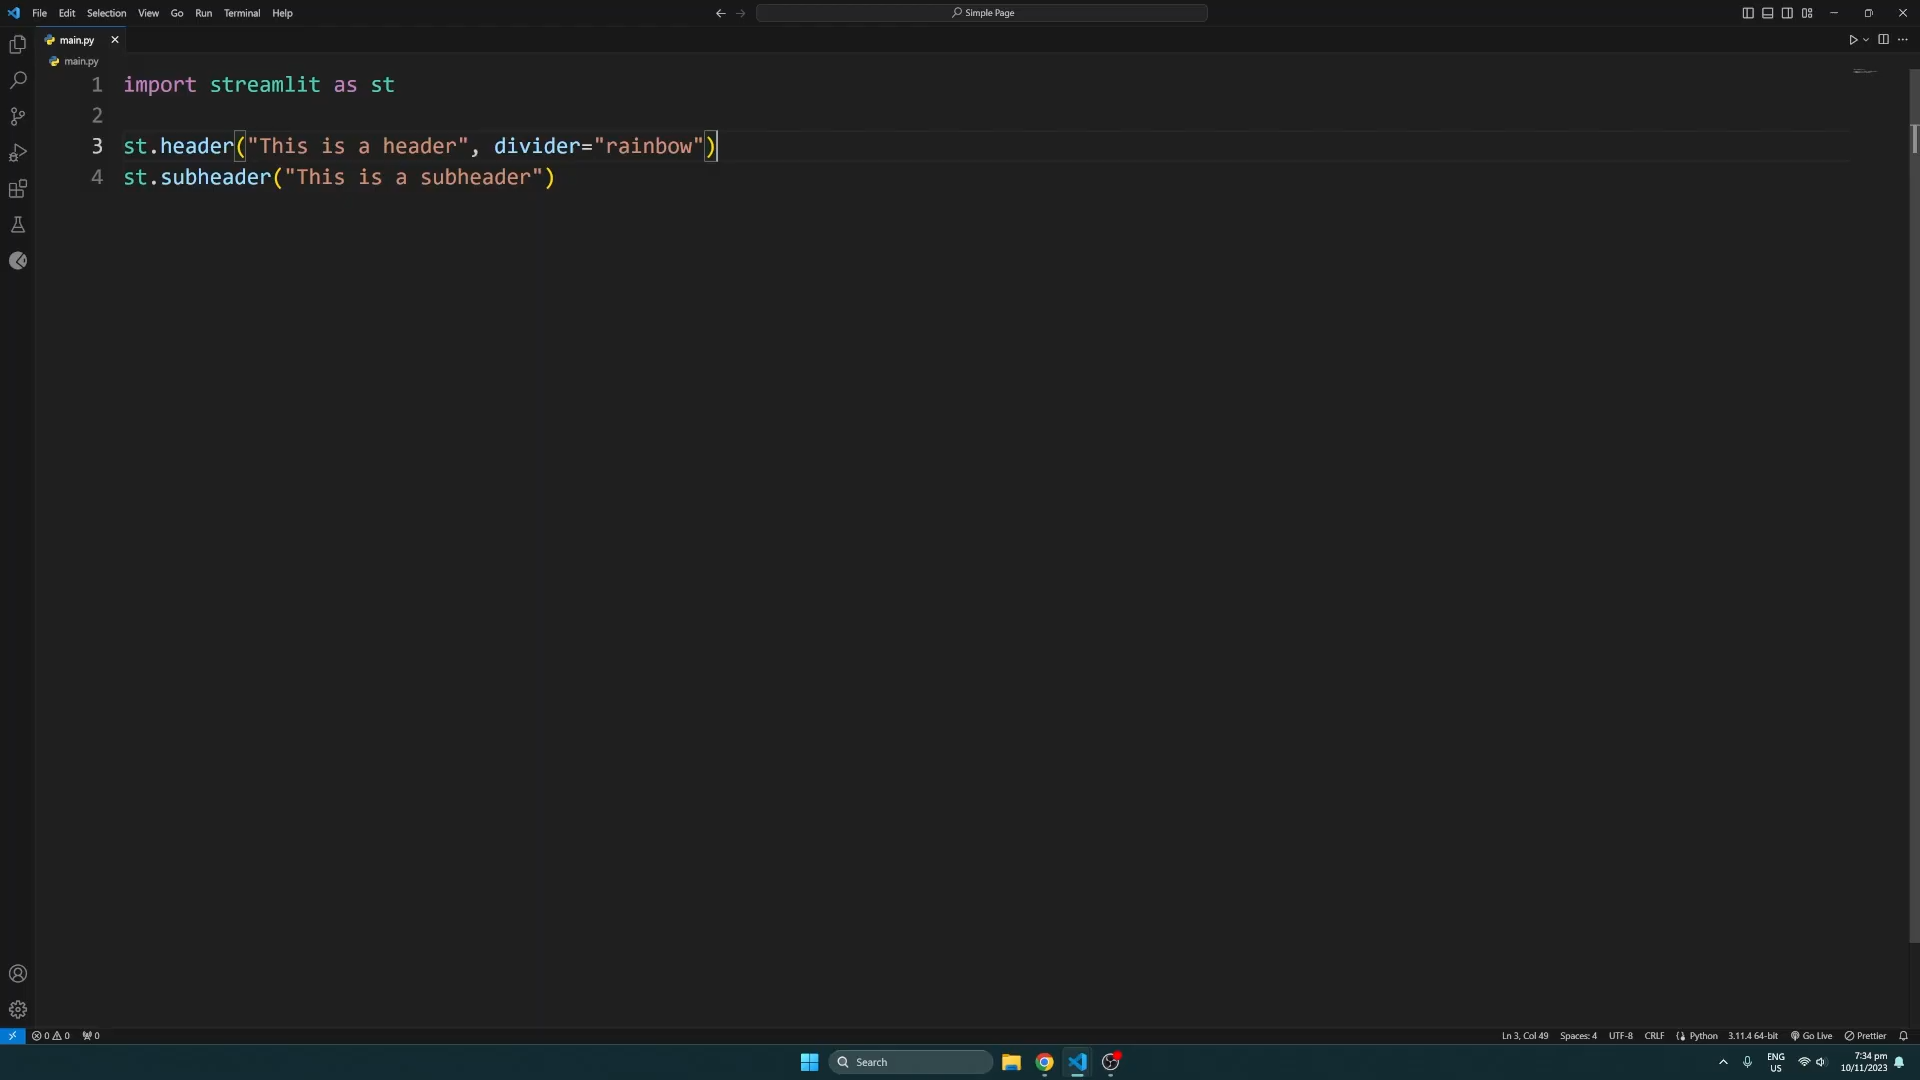 File Edit Selection View Go Run Terminal Help
Simple Page
main.py
main.py
1 import streamlit as st
2
3 st.header("This is a header", divider="rainbow")
4 st.subheader("This is a subheader")
0 0 0
Ln 3, Col 49 Spaces: 4 UTF-8 CRLF Python 3.11.4 64-bit Go Live Prettier
Search
ENG
US
7:34 pm
10/11/2023